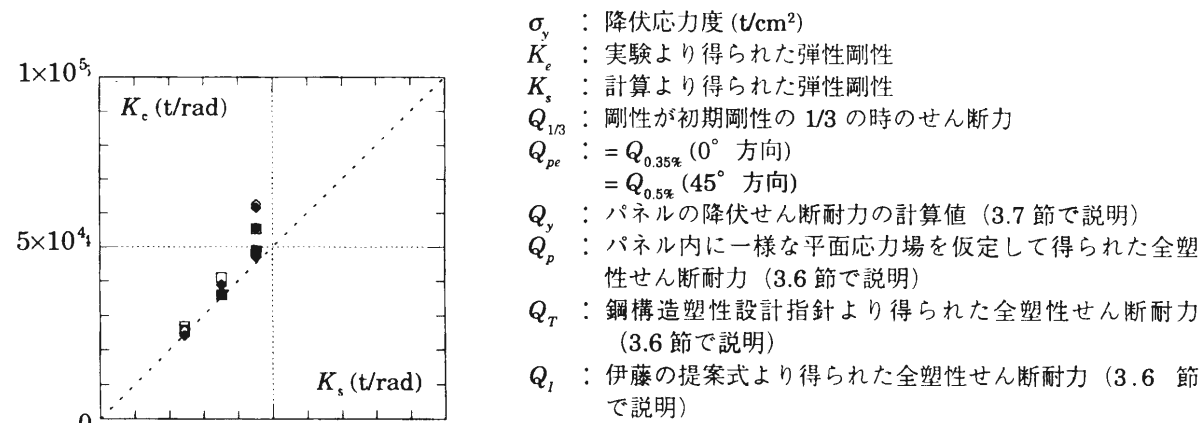 1×10⁵
K_e (t/rad)
5×10⁴
K_s (t/rad)
0
σ_y : 降伏応力度 (t/cm²)
K_e : 実験より得られた弾性剛性
K_s : 計算より得られた弾性剛性
Q_1/3 : 剛性が初期剛性の 1/3 の時のせん断力
Q_pe : = Q_0.35% (0° 方向)
= Q_0.5% (45° 方向)
Q_y : パネルの降伏せん断耐力の計算値 (3.7 節で説明)
Q_p : パネル内に一様な平面応力場を仮定して得られた全塑
性せん断耐力 (3.6 節で説明)
Q_T : 鋼構造塑性設計指針より得られた全塑性せん断耐力
(3.6 節で説明)
Q_I : 伊藤の提案式より得られた全塑性せん断耐力 (3.6 節
で説明)